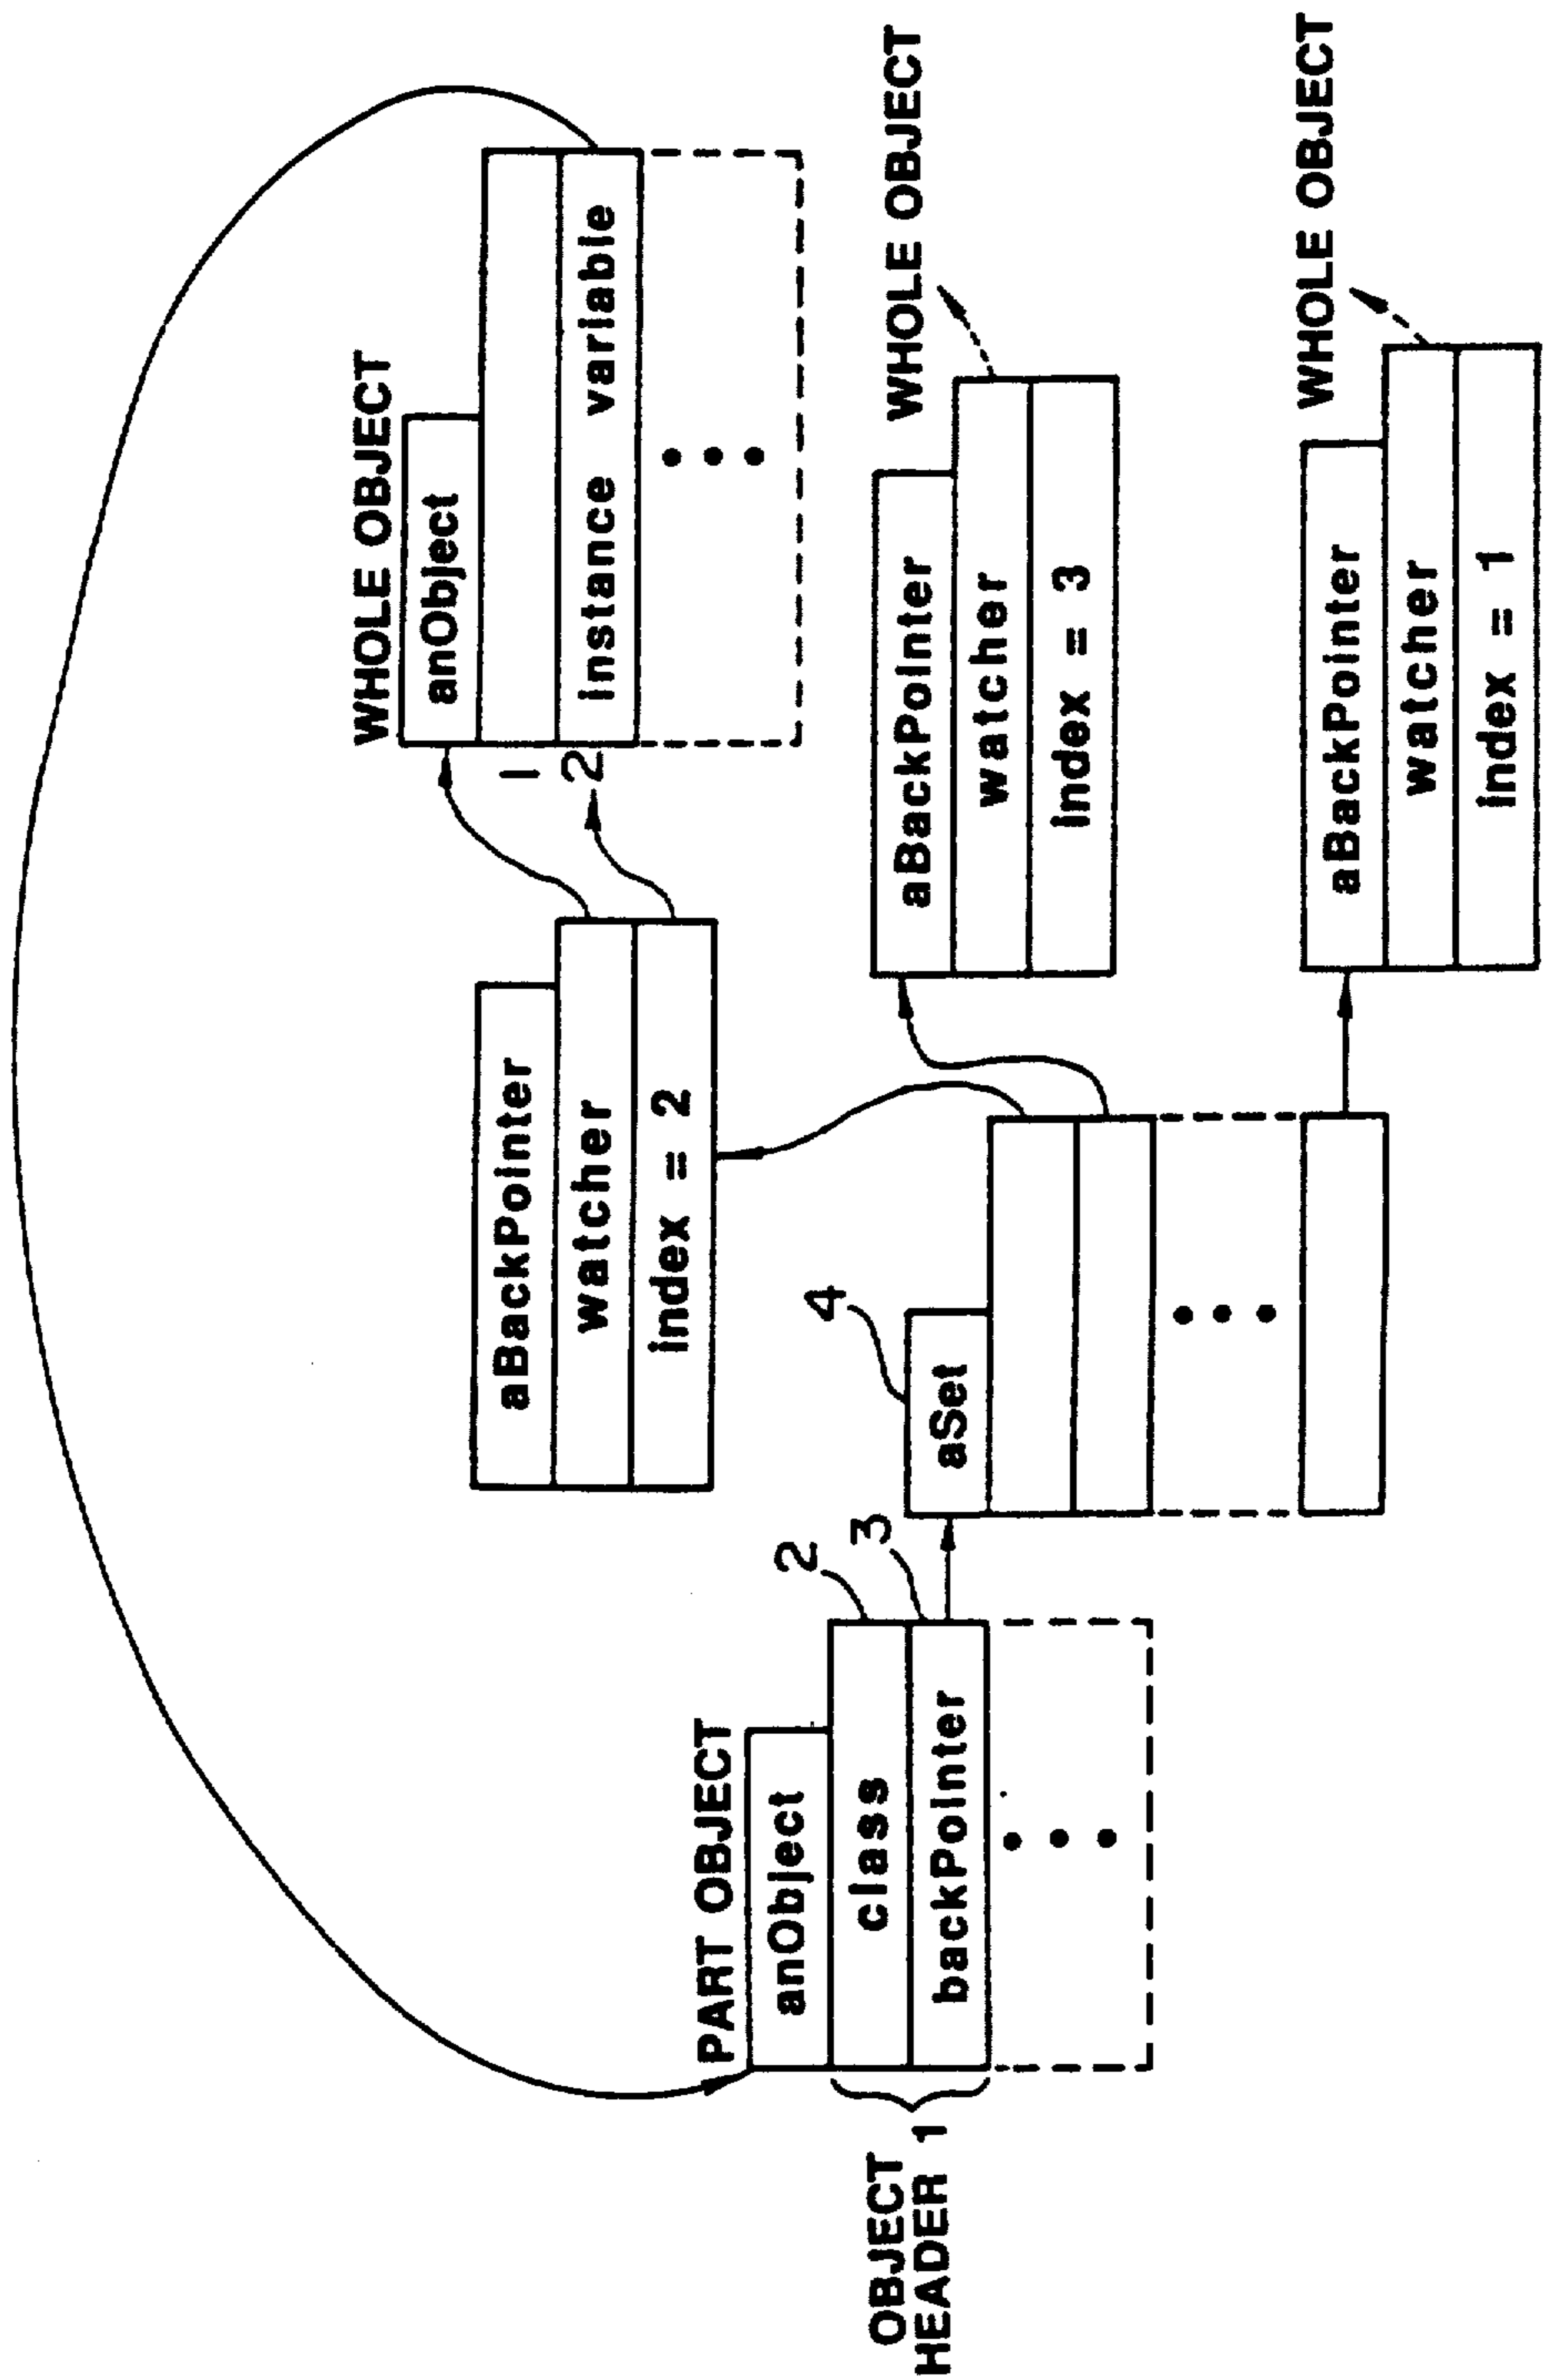 WHOLE OBJECT
anObject
1
2
instance variable
aBackPointer
watcher
index = 2
PART OBJECT
anObject
2
class
3
backPointer
OBJECT
HEADER 1
4
aSet
aBackPointer
watcher
index = 3
WHOLE OBJECT
aBackPointer
watcher
index = 1
WHOLE OBJECT